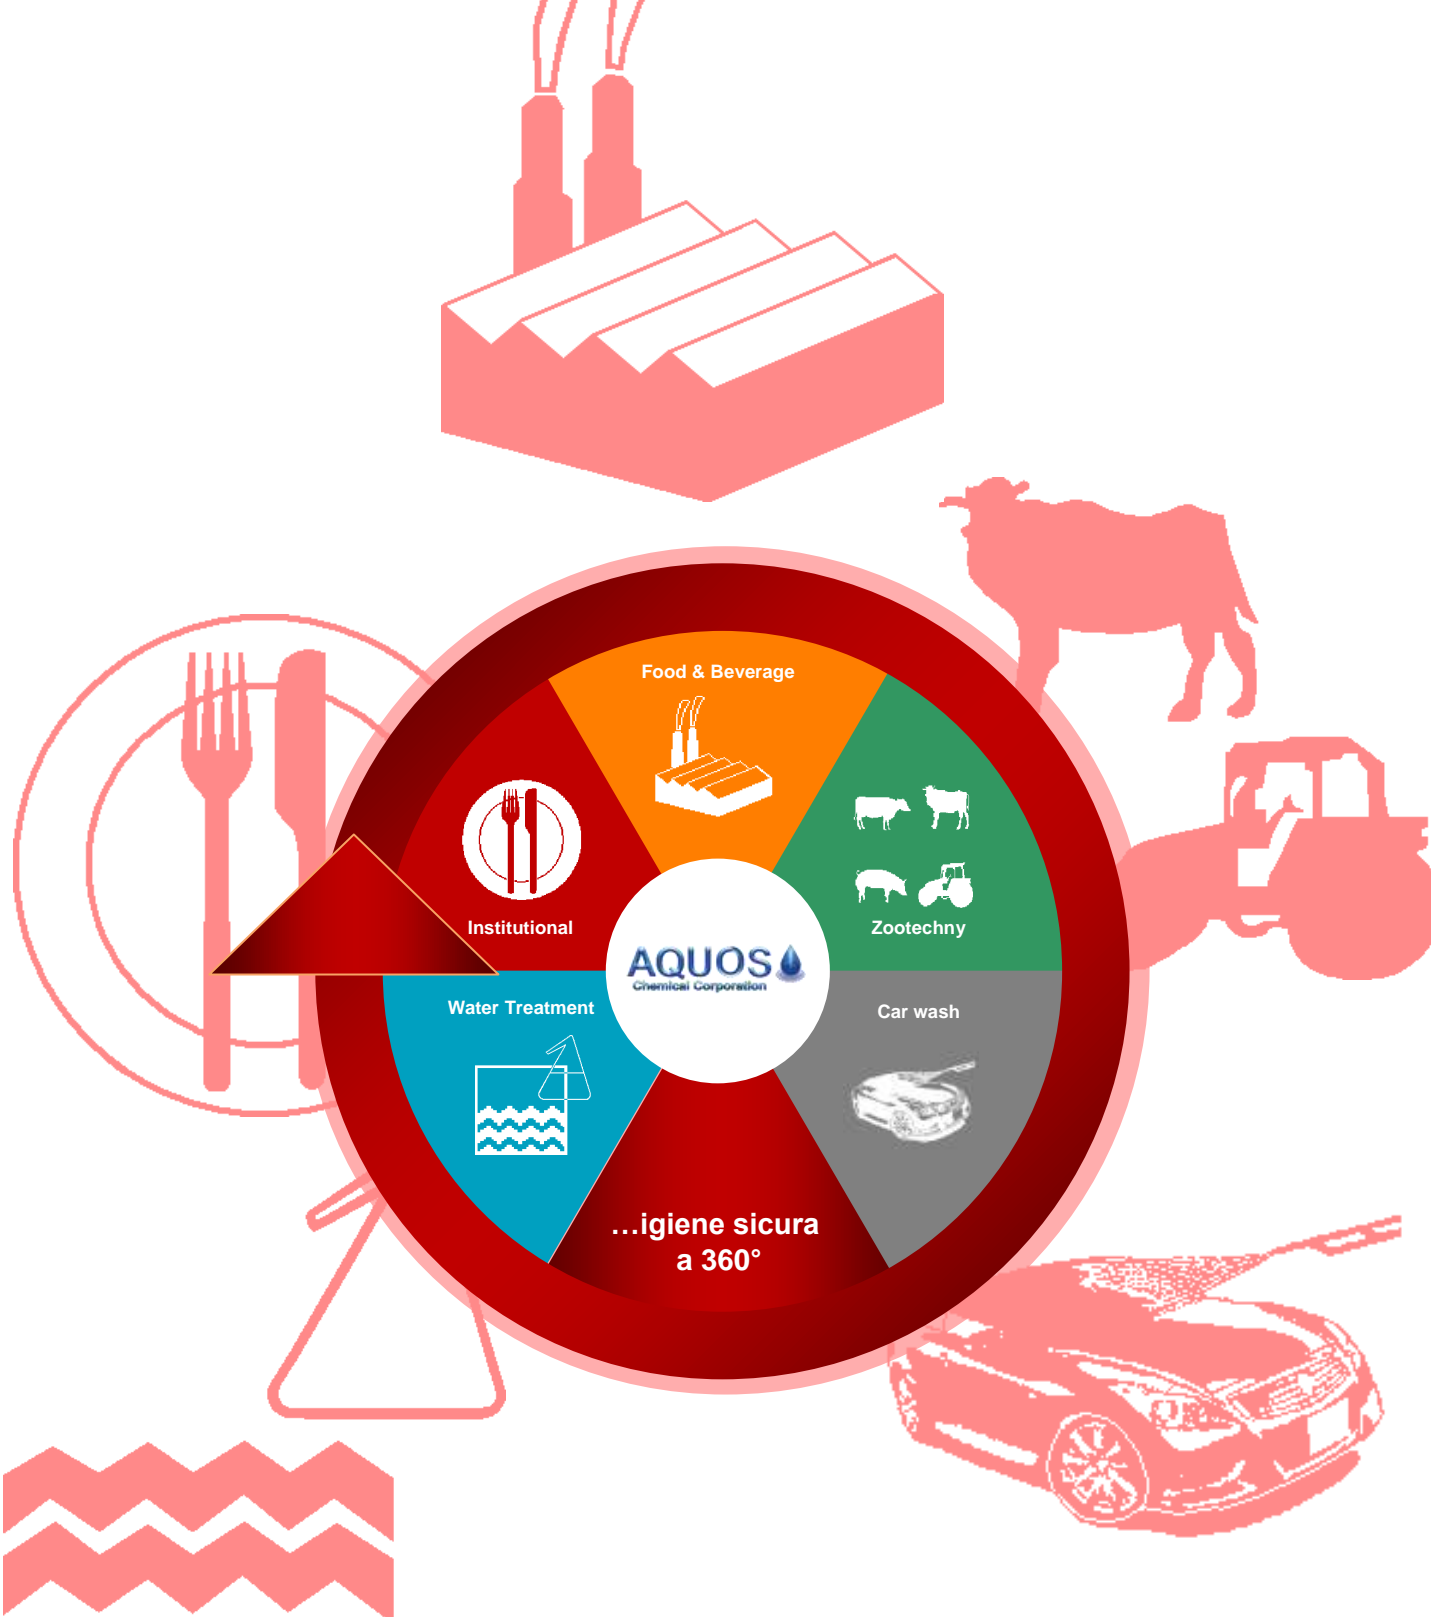 Food & Beverage
Institutional
Zootechny
AQUOS
Chemical Corporation
Water Treatment
Car wash
…igiene sicura
a 360°